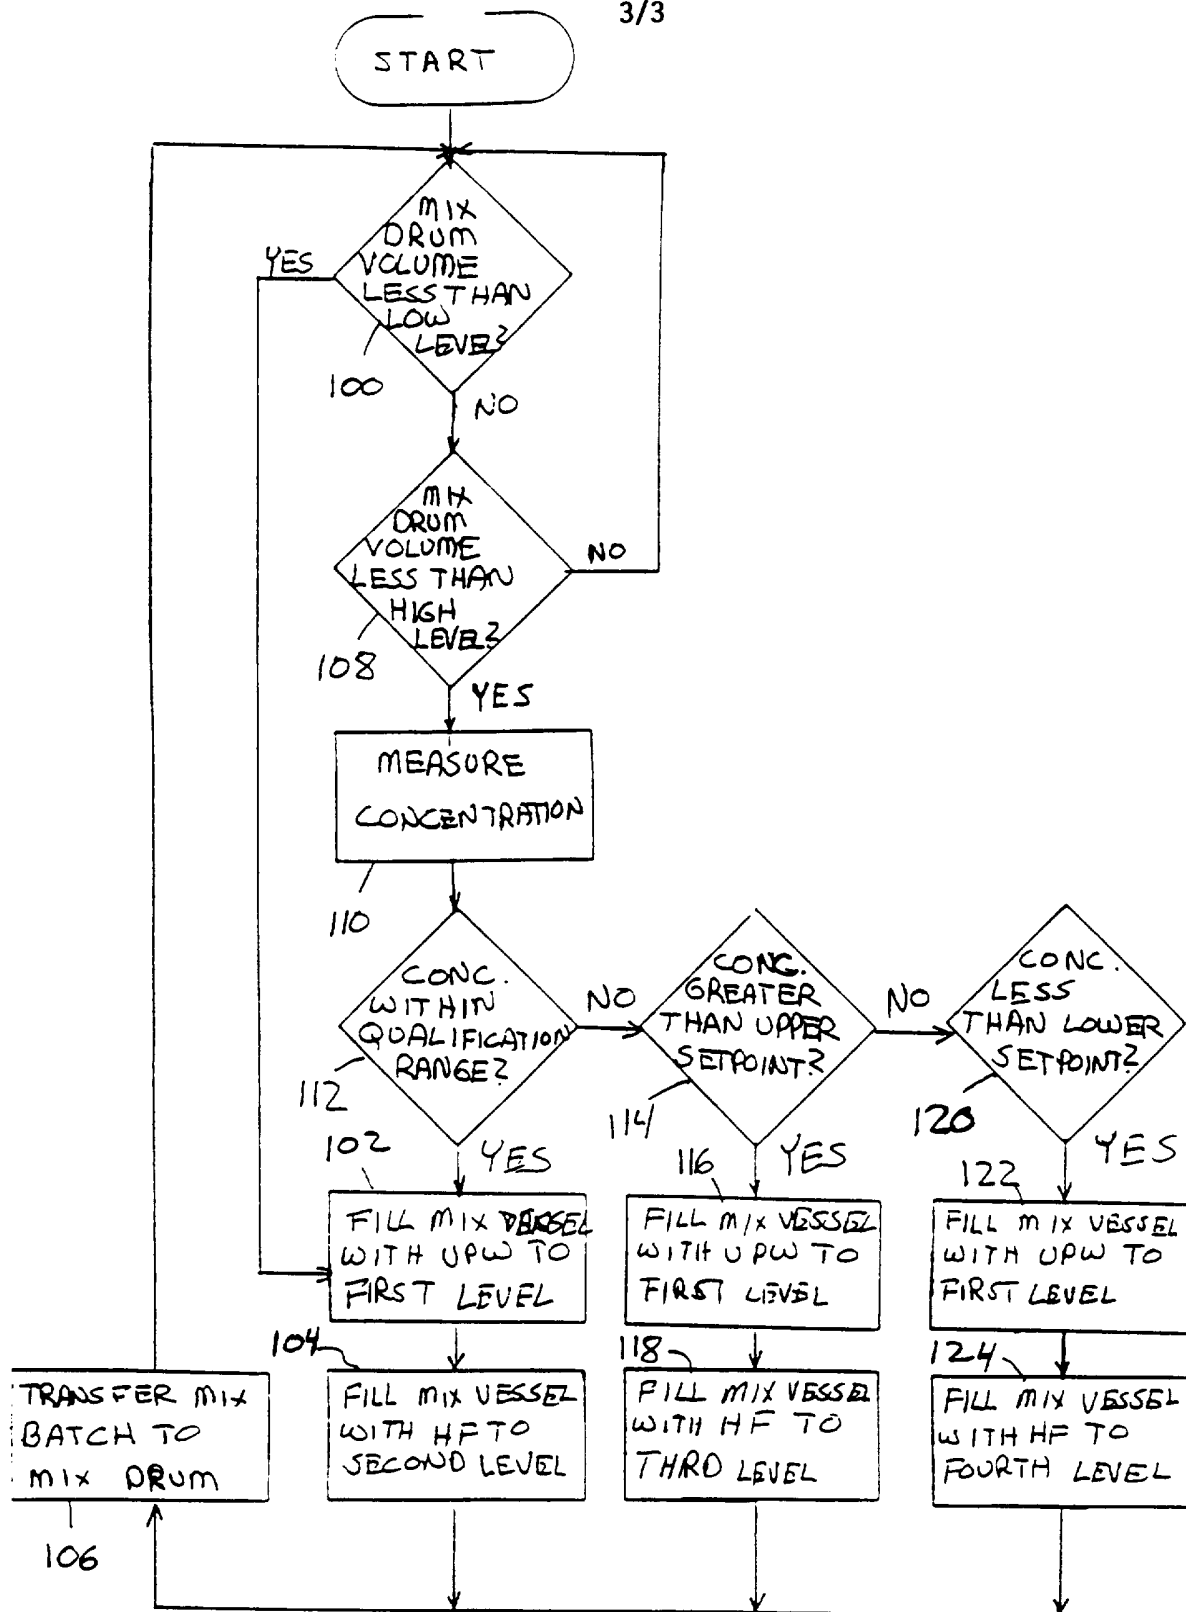 3/3
START
MIX
DRUM
VOLUME
LESS THAN
LOW
LEVEL?
YES
100
NO
MIX
DRUM
VOLUME
LESS THAN
HIGH
LEVEL?
NO
108
YES
MEASURE
CONCENTRATION
110
CONC.
WITHIN
QUALIFICATION
RANGE?
NO
112
CONC.
GREATER
THAN UPPER
SETPOINT?
NO
114
CONC.
LESS
THAN LOWER
SETPOINT?
120
102
YES
116
YES
122
YES
FILL MIX VESSEL
WITH UPW TO
FIRST LEVEL
FILL MIX VESSEL
WITH UPW TO
FIRST LEVEL
FILL MIX VESSEL
WITH UPW TO
FIRST LEVEL
104
118
124
TRANSFER MIX
BATCH TO
MIX DRUM
106
FILL MIX VESSEL
WITH HF TO
SECOND LEVEL
FILL MIX VESSEL
WITH HF TO
THRD LEVEL
FILL MIX VESSEL
WITH HF TO
FOURTH LEVEL